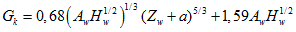 G_k = 0,68(A_w H_w^{1/2})^{1/3} (Z_w + a)^{5/3} + 1,59 A_w H_w^{1/2}